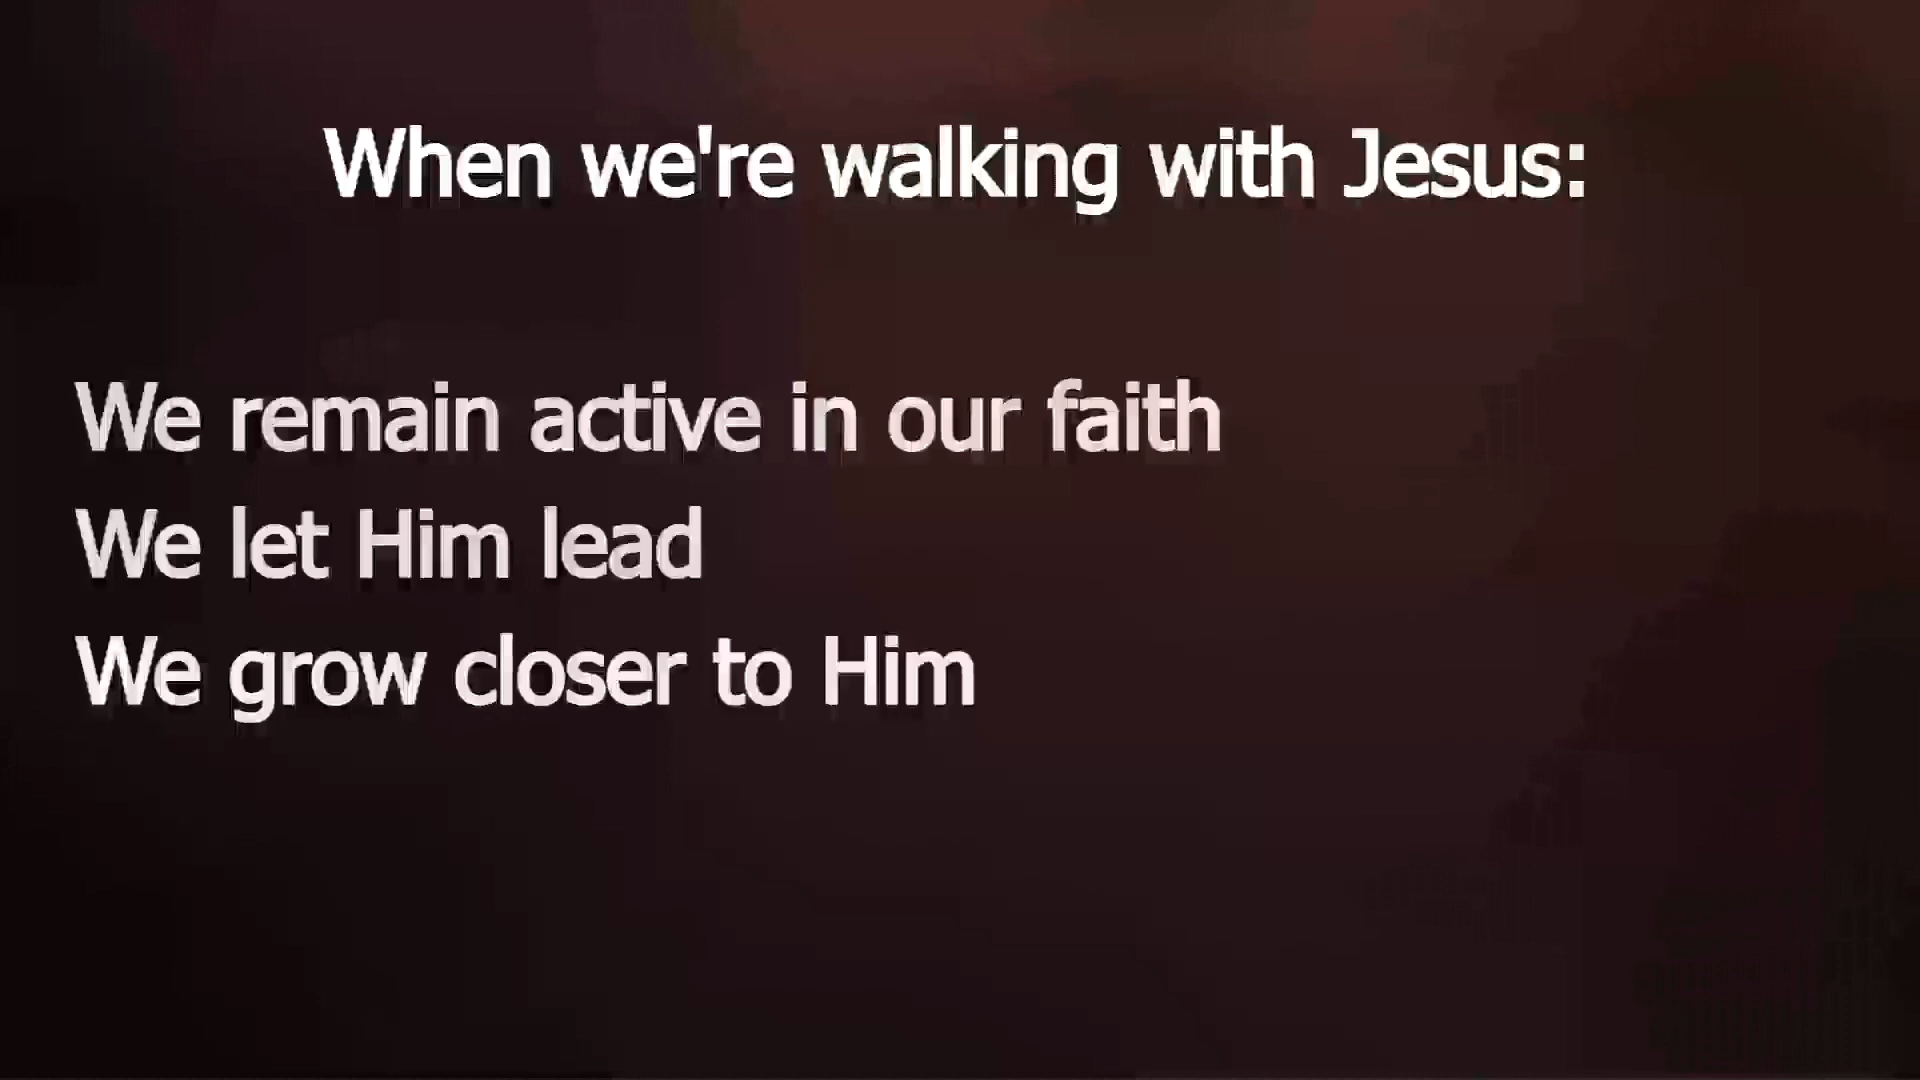 When we're walking with Jesus:
We remain active in our faith
We let Him lead
We grow closer to Him